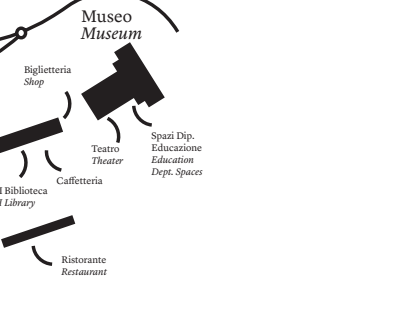 Museo
Museum
Biglietteria
Shop
Teatro
Theater
Spazi Dip.
Educazione
Education
Dept. Spaces
Caffetteria
Biblioteca
Library
Ristorante
Restaurant